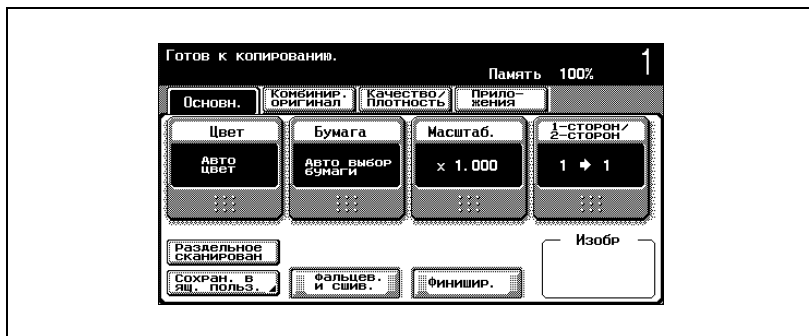 Готов к копированию.
Память 100% 1
Основн.
Комбинир. оригинал
Качество/ Плотность
Прило- жения
Цвет
Бумага
Масштаб.
1-сторон/ 2-сторон
Авто цвет
Авто выбор бумаги
x 1.000
1 → 1
Раздельное сканирован
Изобр
Сохран. в ящ. польз.
Фальцев. и сшив.
Финишир.